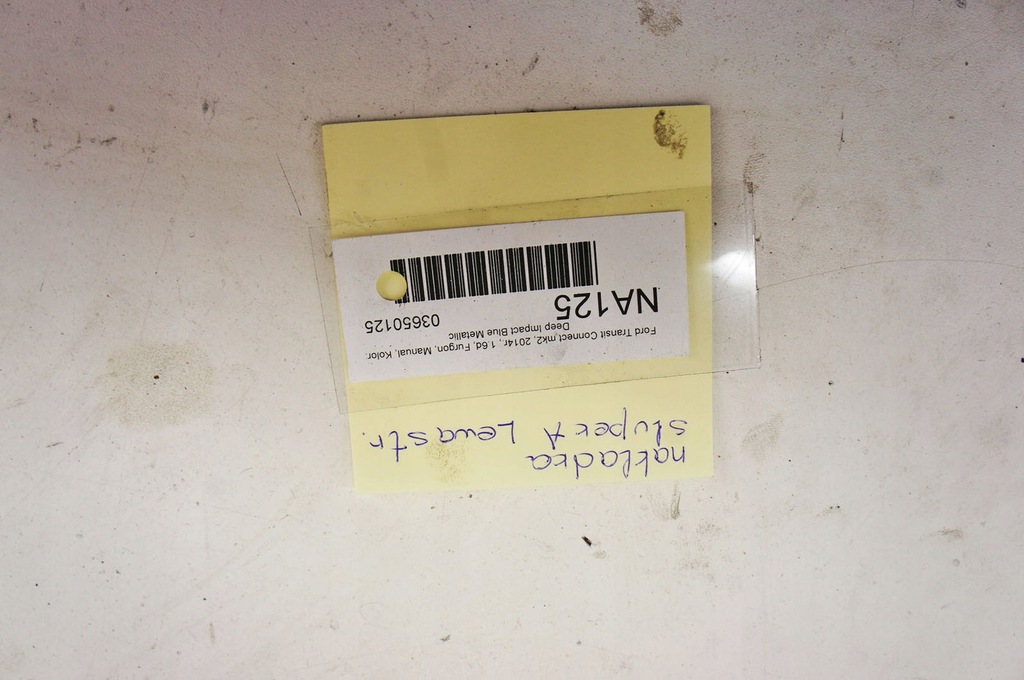 nakładka
słupek A Lewa str.
Ford Transit Connect mk2, 2014r., 1.6d, Furgon, Manual, Kolor:
Deep Impact Blue Metallic
NA125
03650125